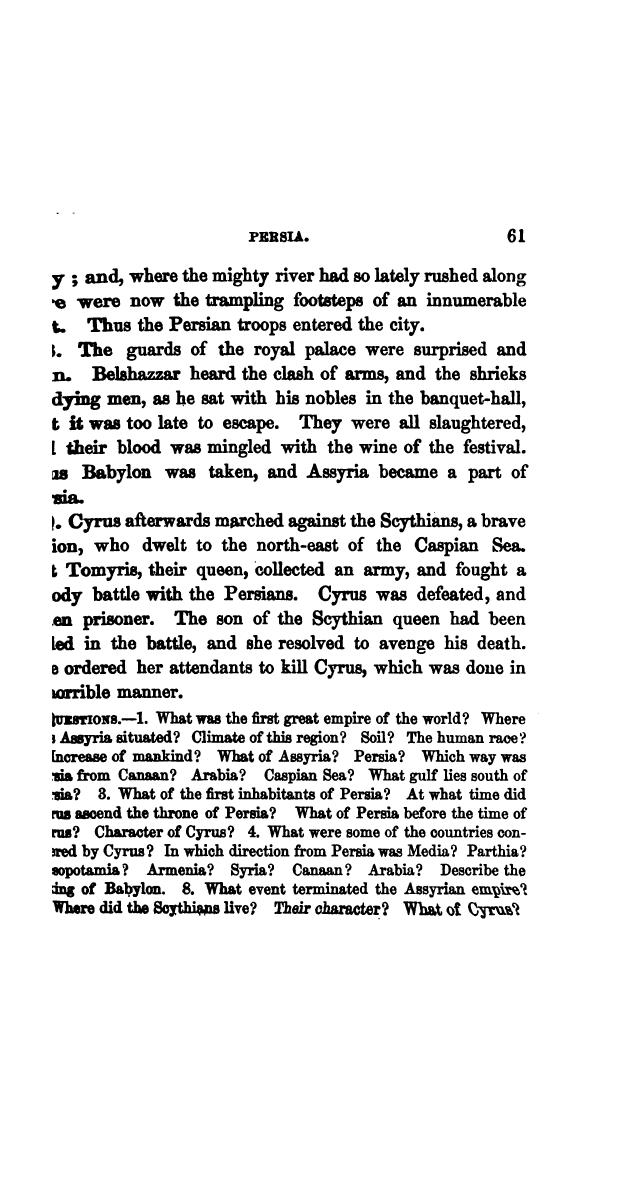 PERSIA. 61
y; and, where the mighty river had so lately rushed along
were now the trampling footsteps of an innumerable
t. Thus the Persian troops entered the city.
. The guards of the royal palace were surprised and
n. Belshazzar heard the clash of arms, and the shrieks
dying men, as he sat with his nobles in the banquet-hall,
t it was too late to escape. They were all slaughtered,
their blood was mingled with the wine of the festival.
us Babylon was taken, and Assyria became a part of
sia.
). Cyrus afterwards marched against the Scythians, a brave
ion, who dwelt to the north-east of the Caspian Sea.
t Tomyris, their queen, collected an army, and fought a
ody battle with the Persians. Cyrus was defeated, and
en prisoner. The son of the Scythian queen had been
led in the battle, and she resolved to avenge his death.
e ordered her attendants to kill Cyrus, which was done in
horrible manner.
QUESTIONS.—1. What was the first great empire of the world? Where
Assyria situated? Climate of this region? Soil? The human race?
Increase of mankind? What of Assyria? Persia? Which way was
sia from Canaan? Arabia? Caspian Sea? What gulf lies south of
sia? 3. What of the first inhabitants of Persia? At what time did
rus ascend the throne of Persia? What of Persia before the time of
rus? Character of Cyrus? 4. What were some of the countries con-
ered by Cyrus? In which direction from Persia was Media? Parthia?
sopotamia? Armenia? Syria? Canaan? Arabia? Describe the
ing of Babylon. 8. What event terminated the Assyrian empire?
Where did the Scythians live? Their character? What of Cyrus?